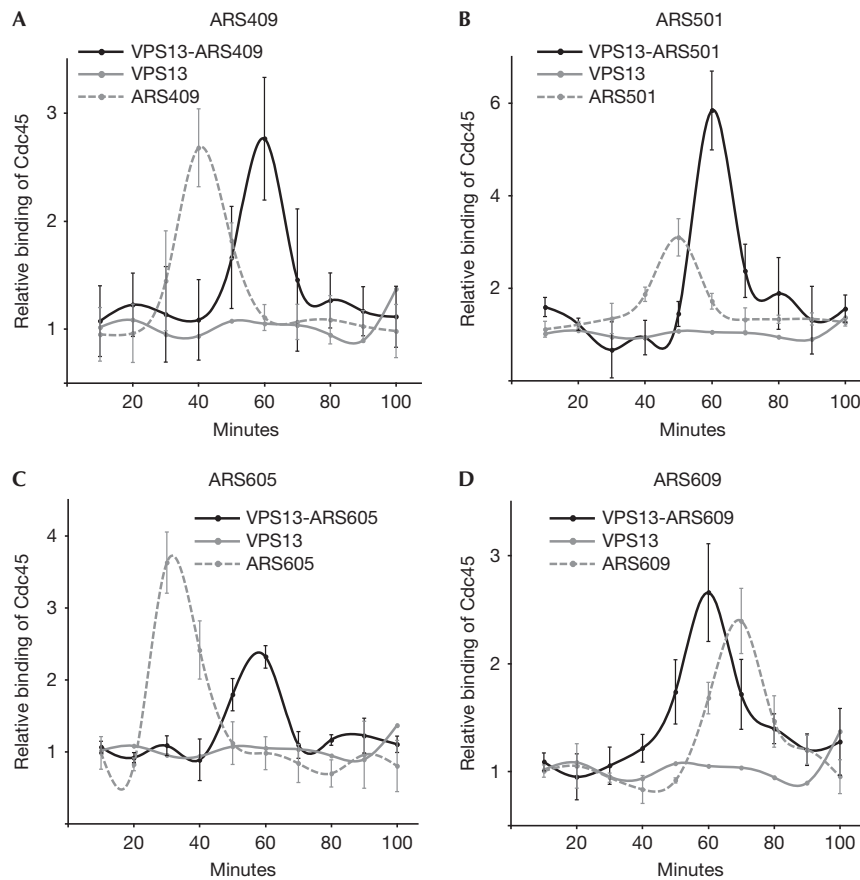 A
ARS409
VPS13-ARS409
VPS13
ARS409
Relative binding of Cdc45
3
2
1
20 40 60 80 100
Minutes
B
ARS501
VPS13-ARS501
VPS13
ARS501
Relative binding of Cdc45
6
4
2
20 40 60 80 100
Minutes
C
ARS605
VPS13-ARS605
VPS13
ARS605
Relative binding of Cdc45
4
3
2
1
20 40 60 80 100
Minutes
D
ARS609
VPS13-ARS609
VPS13
ARS609
Relative binding of Cdc45
3
2
1
20 40 60 80 100
Minutes